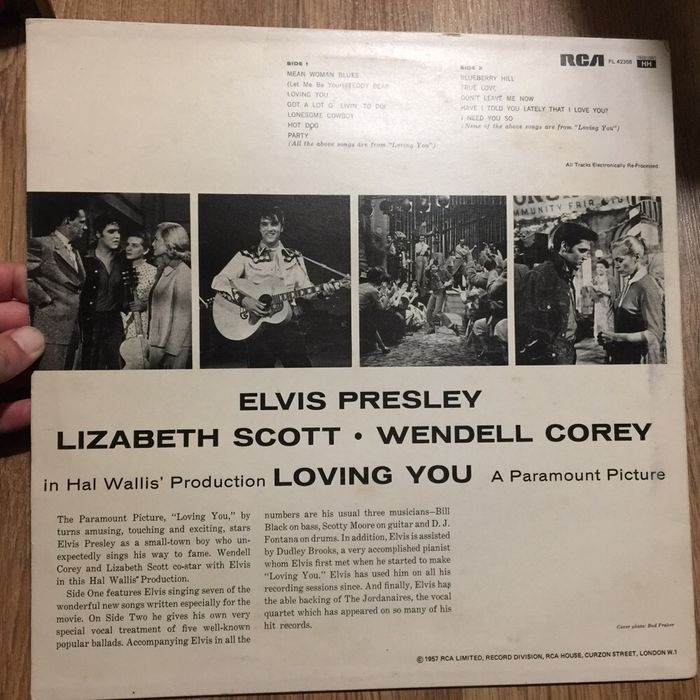 SIDE 1
MEAN WOMAN BLUES
(Let Me Be Your) TEDDY BEAR
LOVING YOU
GOT A LOT O' LIVIN' TO DO!
LONESOME COWBOY
HOT DOG
PARTY
(All the above songs are from "Loving You")
SIDE 2
BLUEBERRY HILL
TRUE LOVE
DON'T LEAVE ME NOW
HAVE I TOLD YOU LATELY THAT I LOVE YOU?
I NEED YOU SO
(None of the above songs are from "Loving You")
RCA PL 42358
HH
All Tracks Electronically Re-Processed.
MMUNITY FAIR
ELVIS PRESLEY
LIZABETH SCOTT • WENDELL COREY
in Hal Wallis' Production LOVING YOU A Paramount Picture
The Paramount Picture, "Loving You," by
turns amusing, touching and exciting, stars
Elvis Presley as a small-town boy who un-
expectedly sings his way to fame. Wendell
Corey and Lizabeth Scott co-star with Elvis
in this Hal Wallis' Production.
Side One features Elvis singing seven of the
wonderful new songs written especially for the
movie. On Side Two he gives his own very
special vocal treatment of five well-known
popular ballads. Accompanying Elvis in all the
numbers are his usual three musicians—Bill
Black on bass, Scotty Moore on guitar and D. J.
Fontana on drums. In addition, Elvis is assisted
by Dudley Brooks, a very accomplished pianist
whom Elvis first met when he started to make
"Loving You." Elvis has used him on all his
recording sessions since. And finally, Elvis has
the able backing of The Jordanaires, the vocal
quartet which has appeared on so many of his
hit records.
Cover photo: Bud Fraker
© 1957 RCA LIMITED, RECORD DIVISION, RCA HOUSE, CURZON STREET, LONDON W.1